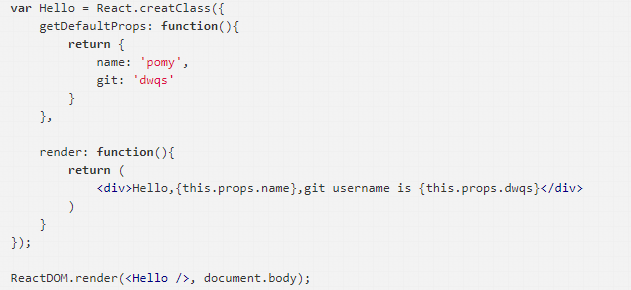 var Hello = React.creatClass({
    getDefaultProps: function(){
        return {
            name: 'pomy',
            git: 'dwqs'
        }
    },

    render: function(){
        return (
            <div>Hello,{this.props.name},git username is {this.props.dwqs}</div>
        )
    }
});

ReactDOM.render(<Hello />, document.body);